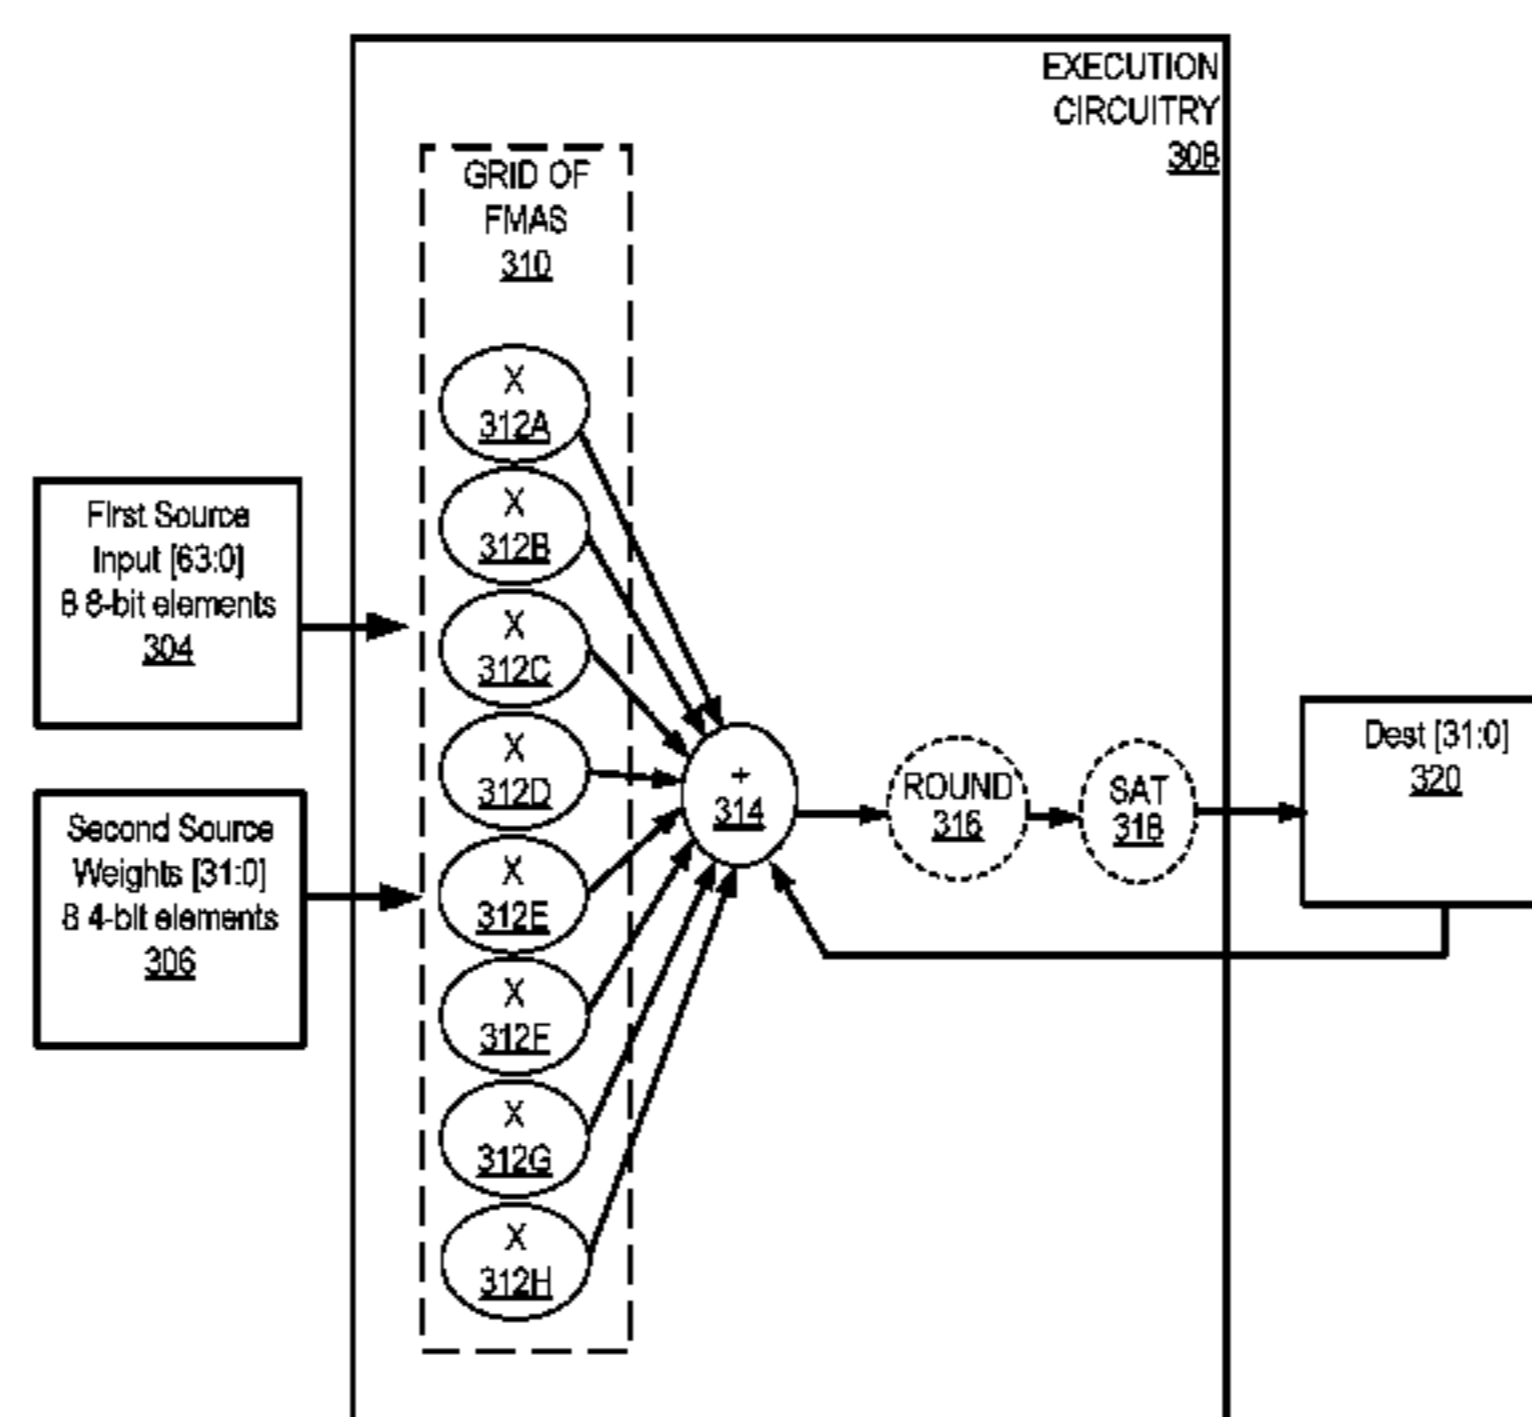 EXECUTION
CIRCUITRY
308
GRID OF
FMAS
310
X
312A
X
312B
X
312C
X
312D
X
312E
X
312F
X
312G
X
312H
First Source
Input [63:0]
8 8-bit elements
304
Second Source
Weights [31:0]
8 4-bit elements
306
+
314
ROUND
316
SAT
318
Dest [31:0]
320